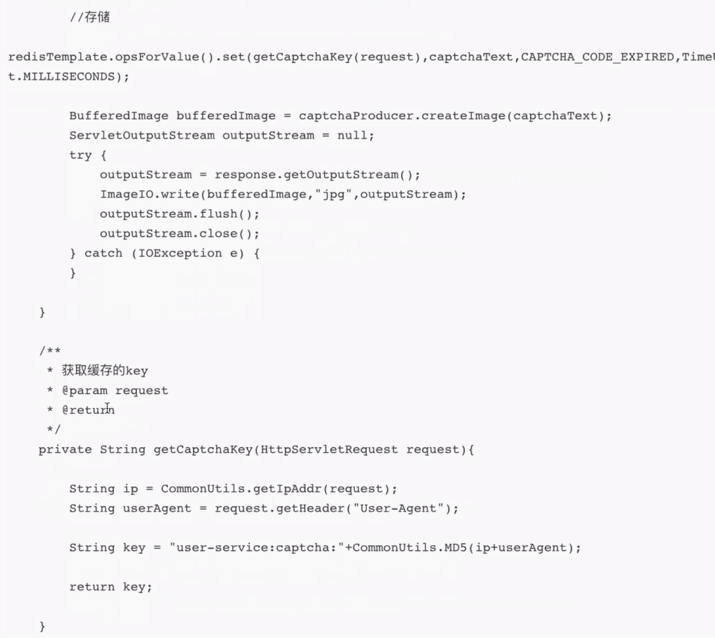 //存储
redisTemplate.opsForValue().set(getCaptchaKey(request),captchaText,CAPTCHA_CODE_EXPIRED,TimeU
t.MILLISECONDS);
BufferedImage bufferedImage = captchaProducer.createImage(captchaText);
ServletOutputStream outputStream = null;
try {
outputStream = response.getOutputStream();
ImageIO.write(bufferedImage,"jpg",outputStream);
outputStream.flush();
outputStream.close();
} catch (IOException e) {
}
}
/**
* 获取缓存的key
* @param request
* @return
*/
private String getCaptchaKey(HttpServletRequest request){
String ip = CommonUtils.getIpAddr(request);
String userAgent = request.getHeader("User-Agent");
String key = "user-service:captcha:"+CommonUtils.MD5(ip+userAgent);
return key;
}